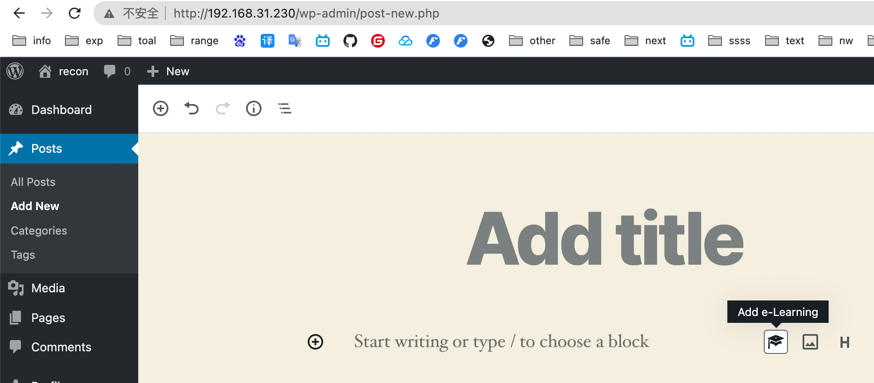 不安全 http://192.168.31.230/wp-admin/post-new.php
info exp toal range 译 G other safe next ssss text nw
recon 0 New
Dashboard
Posts
All Posts
Add New
Categories
Tags
Media
Pages
Comments
Add title
Add e-Learning
Start writing or type / to choose a block
H